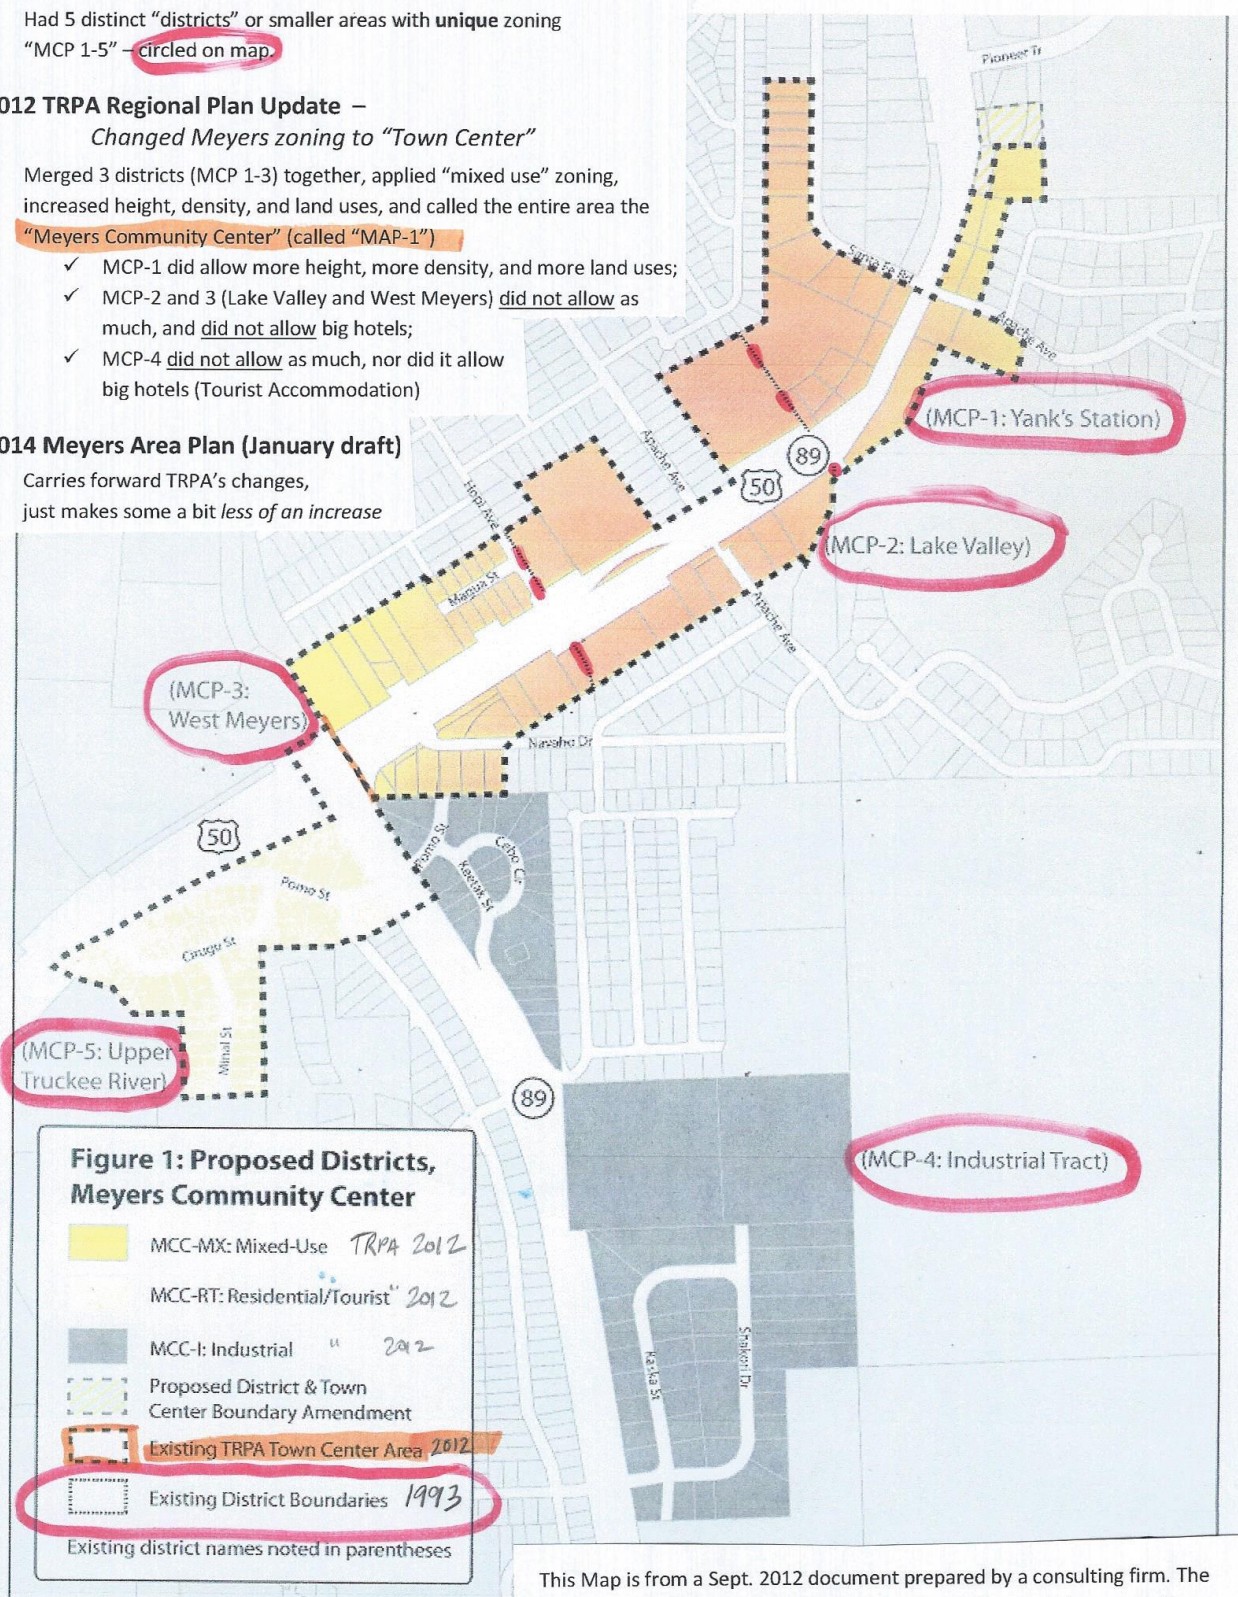 Had 5 distinct “districts” or smaller areas with unique zoning
“MCP 1-5” – circled on map.
012 TRPA Regional Plan Update –
Changed Meyers zoning to “Town Center”
Merged 3 districts (MCP 1-3) together, applied “mixed use” zoning,
increased height, density, and land uses, and called the entire area the
“Meyers Community Center” (called “MAP-1”)
✓ MCP-1 did allow more height, more density, and more land uses;
✓ MCP-2 and 3 (Lake Valley and West Meyers) did not allow as
much, and did not allow big hotels;
✓ MCP-4 did not allow as much, nor did it allow
big hotels (Tourist Accommodation)
014 Meyers Area Plan (January draft)
Carries forward TRPA’s changes,
just makes some a bit less of an increase
Pioneer Tr
Santa Fe Rd
Apache Ave
(MCP-1: Yank's Station)
Apache Ave
89
50
Hopi Ave
(MCP-2: Lake Valley)
Magua St
Apache Ave
(MCP-3:
West Meyers)
Navaho Dr
50
Pomo St
Cebo Cir
Keetak St
Pomo St
Cirugu St
Minal St
(MCP-5: Upper
Truckee River)
89
(MCP-4: Industrial Tract)
Kaska St
Shakori Dr
Figure 1: Proposed Districts,
Meyers Community Center
MCC-MX: Mixed-Use TRPA 2012
MCC-RT: Residential/Tourist " 2012
MCC-I: Industrial " 2012
Proposed District & Town
Center Boundary Amendment
Existing TRPA Town Center Area 2012
Existing District Boundaries 1993
Existing district names noted in parentheses
This Map is from a Sept. 2012 document prepared by a consulting firm. The